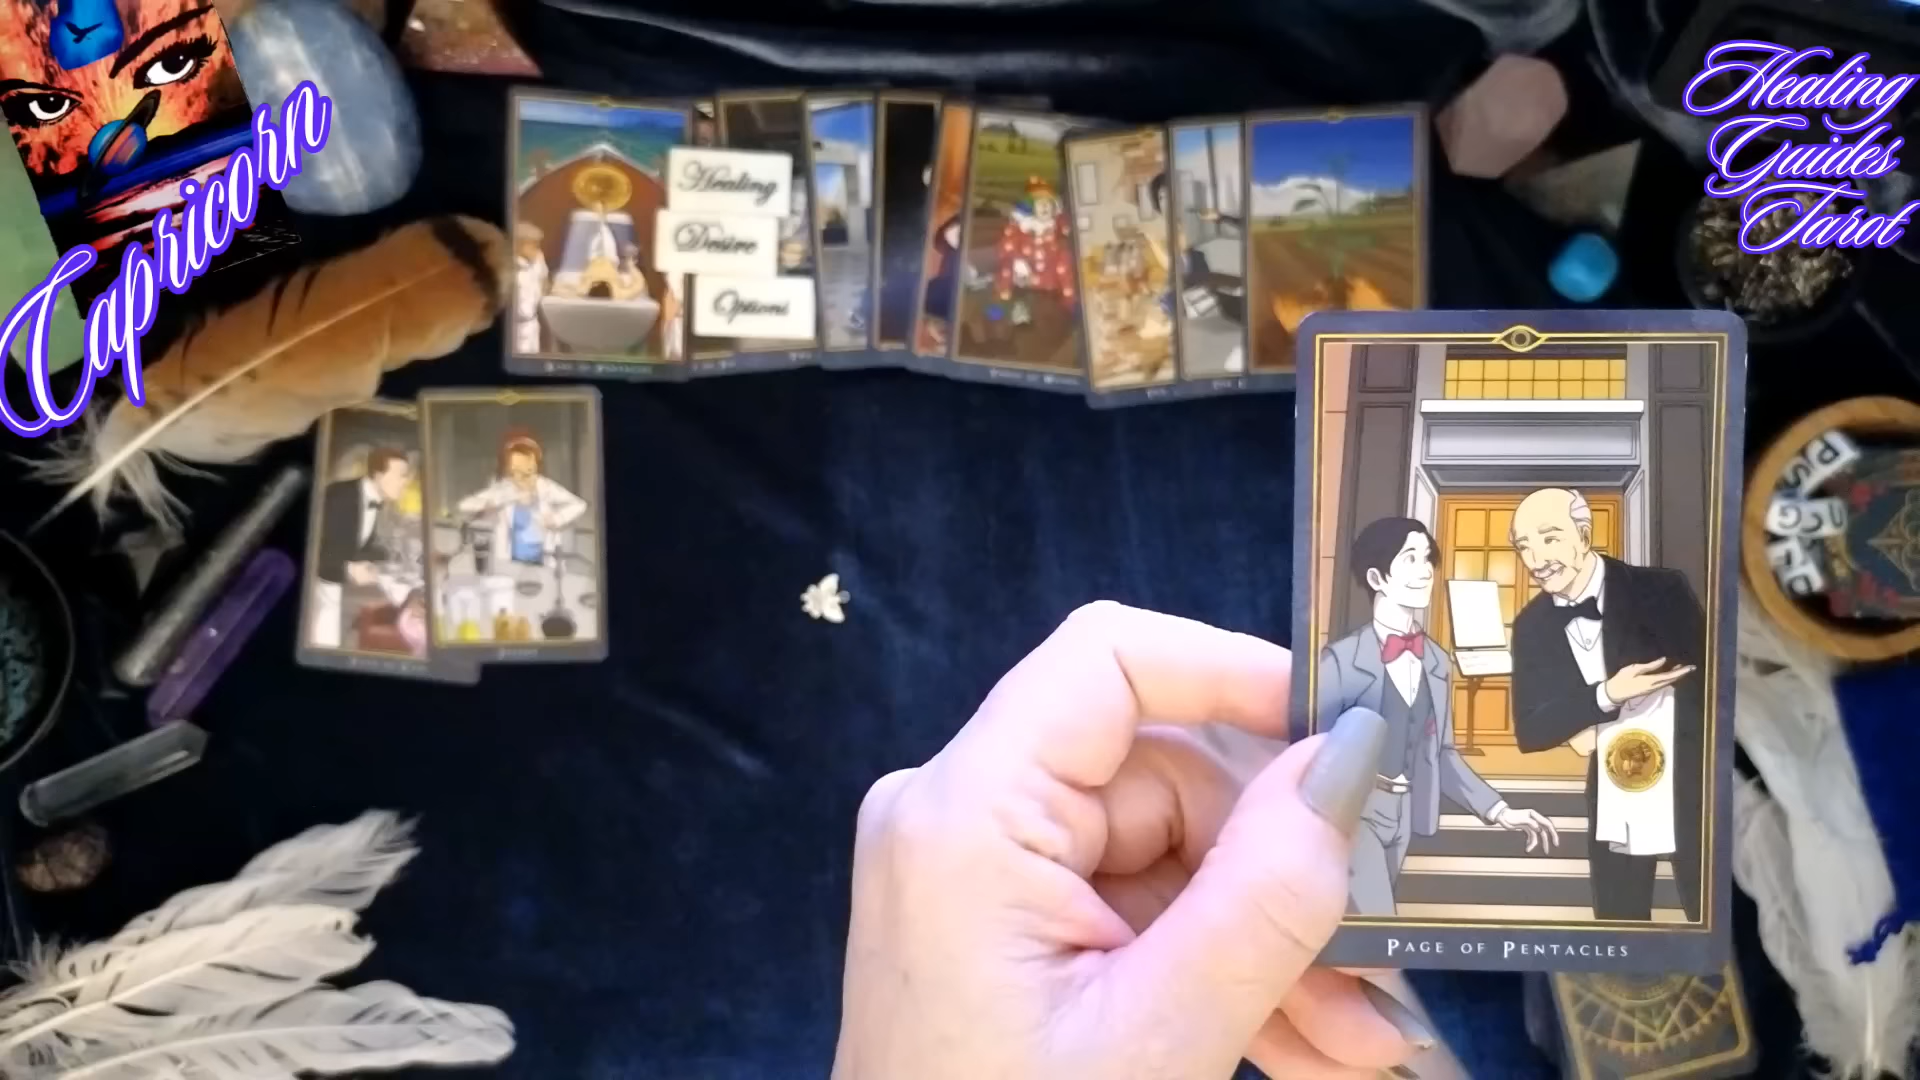 Capricorn
Healing
Guides
Tarot
Healing
Desire
Options
PAGE OF PENTACLES